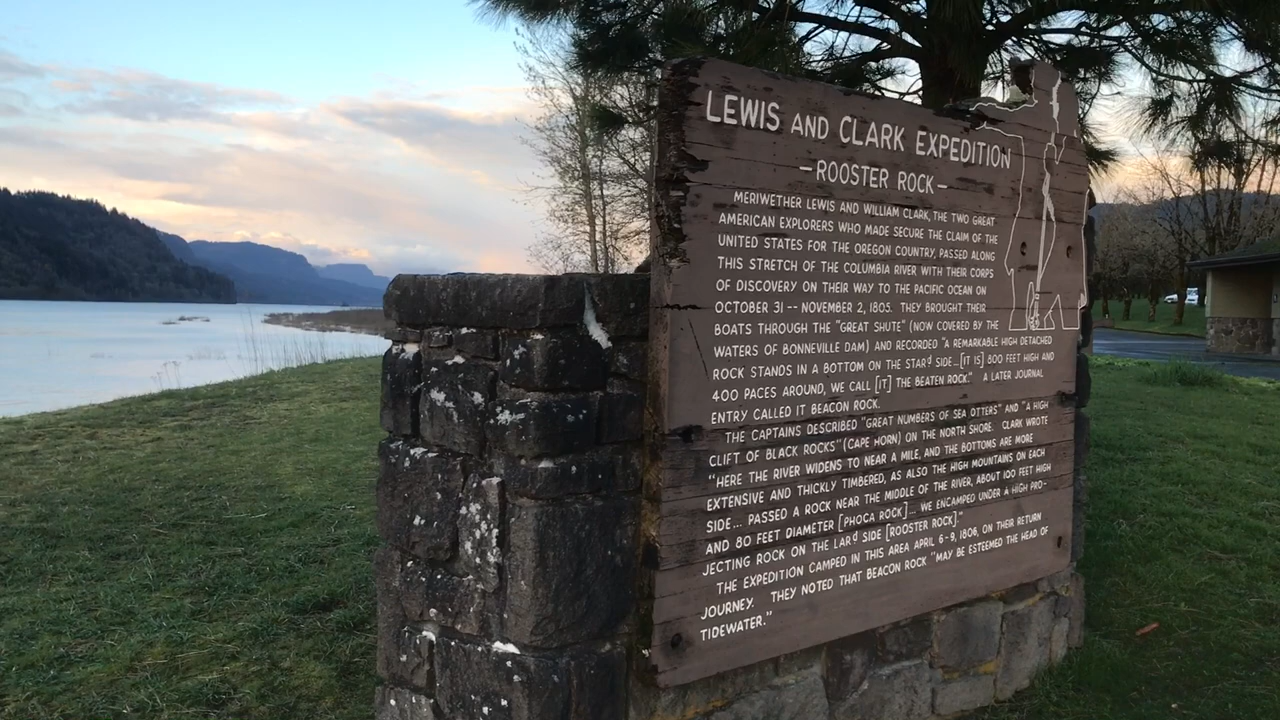 LEWIS AND CLARK EXPEDITION
-ROOSTER ROCK-
MERIWETHER LEWIS AND WILLIAM CLARK, THE TWO GREAT
AMERICAN EXPLORERS WHO MADE SECURE THE CLAIM OF THE
UNITED STATES FOR THE OREGON COUNTRY, PASSED ALONG
THIS STRETCH OF THE COLUMBIA RIVER WITH THEIR CORPS
OF DISCOVERY ON THEIR WAY TO THE PACIFIC OCEAN ON
OCTOBER 31 -- NOVEMBER 2, 1805. THEY BROUGHT THEIR
BOATS THROUGH THE "GREAT SHUTE" (NOW COVERED BY THE
WATERS OF BONNEVILLE DAM) AND RECORDED "A REMARKABLE HIGH DETACHED
ROCK STANDS IN A BOTTOM ON THE STARd SIDE...[IT IS] 800 FEET HIGH AND
400 PACES AROUND, WE CALL [IT] THE BEATEN ROCK." A LATER JOURNAL
ENTRY CALLED IT BEACON ROCK.
THE CAPTAINS DESCRIBED "GREAT NUMBERS OF SEA OTTERS" AND "A HIGH
CLIFT OF BLACK ROCKS" (CAPE HORN) ON THE NORTH SHORE. CLARK WROTE
"HERE THE RIVER WIDENS TO NEAR A MILE, AND THE BOTTOMS ARE MORE
EXTENSIVE AND THICKLY TIMBERED, AS ALSO THE HIGH MOUNTAINS ON EACH
SIDE... PASSED A ROCK NEAR THE MIDDLE OF THE RIVER, ABOUT 100 FEET HIGH
AND 80 FEET DIAMETER [PHOCA ROCK]... WE ENCAMPED UNDER A HIGH PRO-
JECTING ROCK ON THE LARd SIDE [ROOSTER ROCK]."
THE EXPEDITION CAMPED IN THIS AREA APRIL 6-9, 1806, ON THEIR RETURN
JOURNEY. THEY NOTED THAT BEACON ROCK "MAY BE ESTEEMED THE HEAD OF
TIDEWATER."